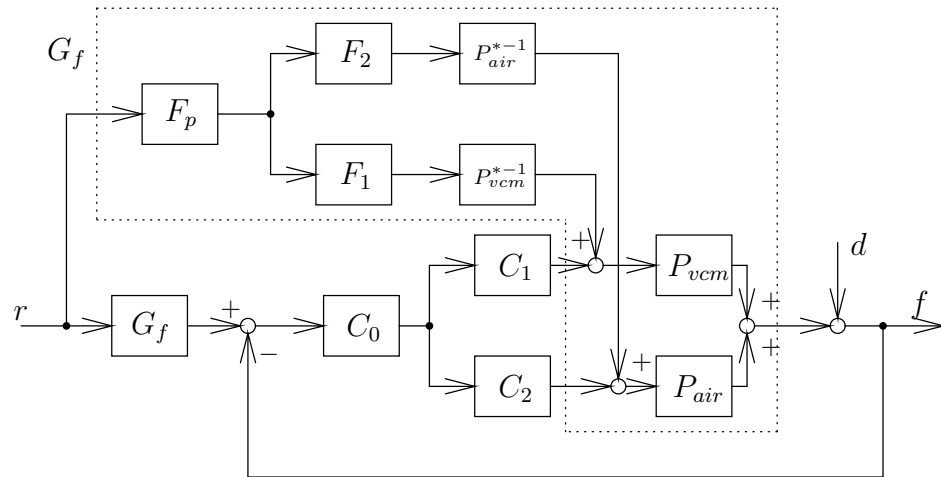 G_f
F_2
P_{air}^{*-1}
F_p
F_1
P_{vcm}^{*-1}
+
C_1
P_{vcm}
d
r
G_f
+
−
C_0
+
+
f
C_2
+
P_{air}